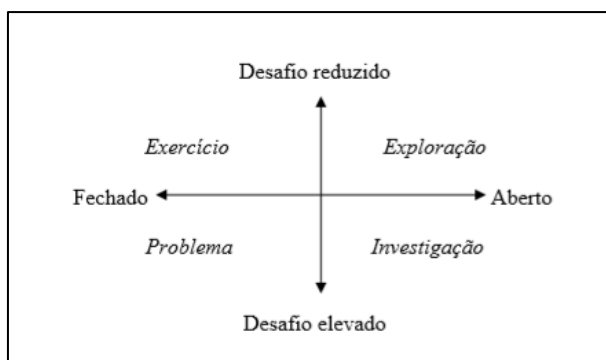 Desafio reduzido
Exercício Exploração
Fechado Aberto
Problema Investigação
Desafio elevado